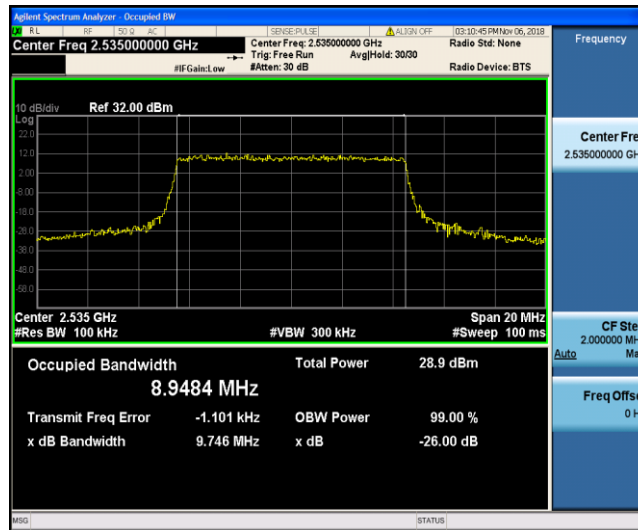 Agilent Spectrum Analyzer - Occupied BW
RL RF 50 Ω AC SENSE:PULSE ALIGN OFF 03:10:45 PM Nov 06, 2018
Center Freq 2.535000000 GHz Center Freq: 2.535000000 GHz Radio Std: None Frequency
Trig: Free Run Avg|Hold: 30/30
#IFGain:Low #Atten: 30 dB Radio Device: BTS
10 dB/div Ref 32.00 dBm
Log
22.0
12.0
2.00
-8.00
-18.0
-28.0
-38.0
-48.0
-58.0
Center Fre
2.535000000 GH
Center 2.535 GHz Span 20 MHz
#Res BW 100 kHz #VBW 300 kHz #Sweep 100 ms
CF Ste
2.000000 MH
Auto Ma
Occupied Bandwidth Total Power 28.9 dBm
8.9484 MHz
Freq Offse
0 H
Transmit Freq Error -1.101 kHz OBW Power 99.00 %
x dB Bandwidth 9.746 MHz x dB -26.00 dB
MSG STATUS